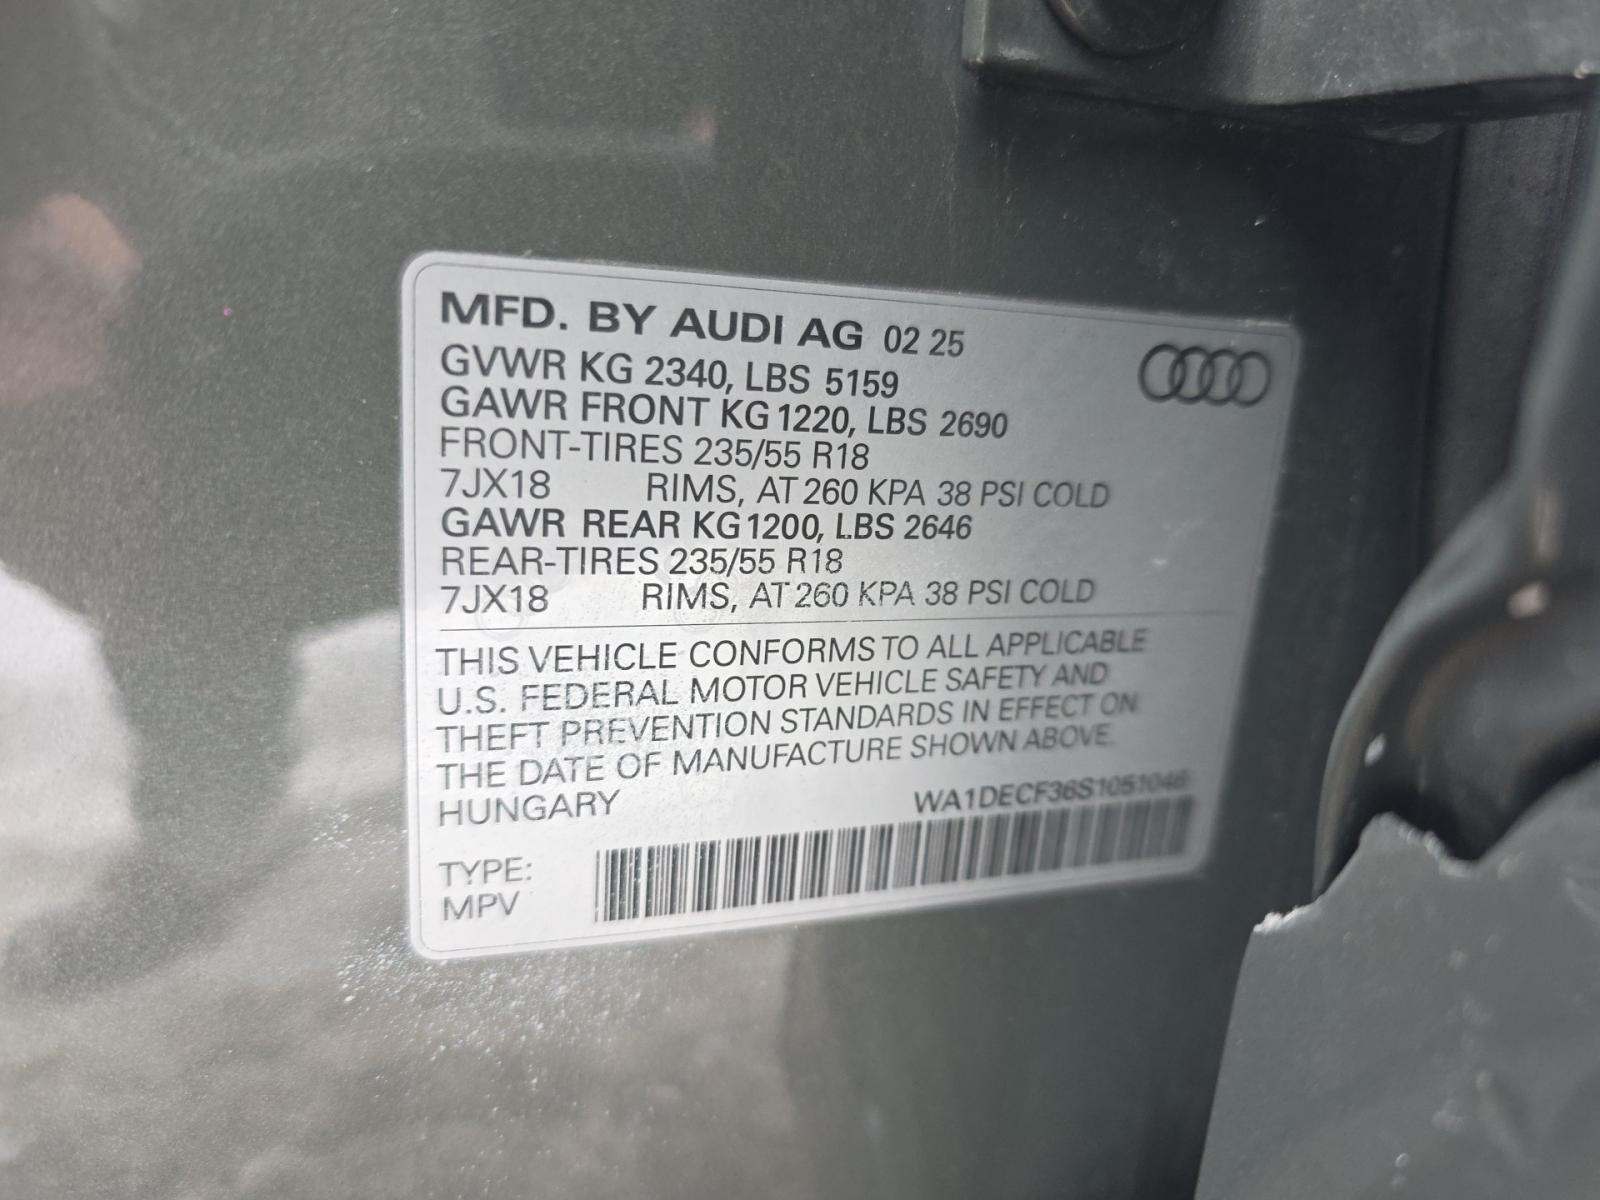 MFD. BY AUDI AG 02 25
GVWR KG 2340, LBS 5159
GAWR FRONT KG 1220, LBS 2690
FRONT-TIRES 235/55 R18
7JX18 RIMS, AT 260 KPA 38 PSI COLD
GAWR REAR KG 1200, LBS 2646
REAR-TIRES 235/55 R18
7JX18 RIMS, AT 260 KPA 38 PSI COLD
THIS VEHICLE CONFORMS TO ALL APPLICABLE
U.S. FEDERAL MOTOR VEHICLE SAFETY AND
THEFT PREVENTION STANDARDS IN EFFECT ON
THE DATE OF MANUFACTURE SHOWN ABOVE.
HUNGARY WA1DECF36S1051046
TYPE:
MPV